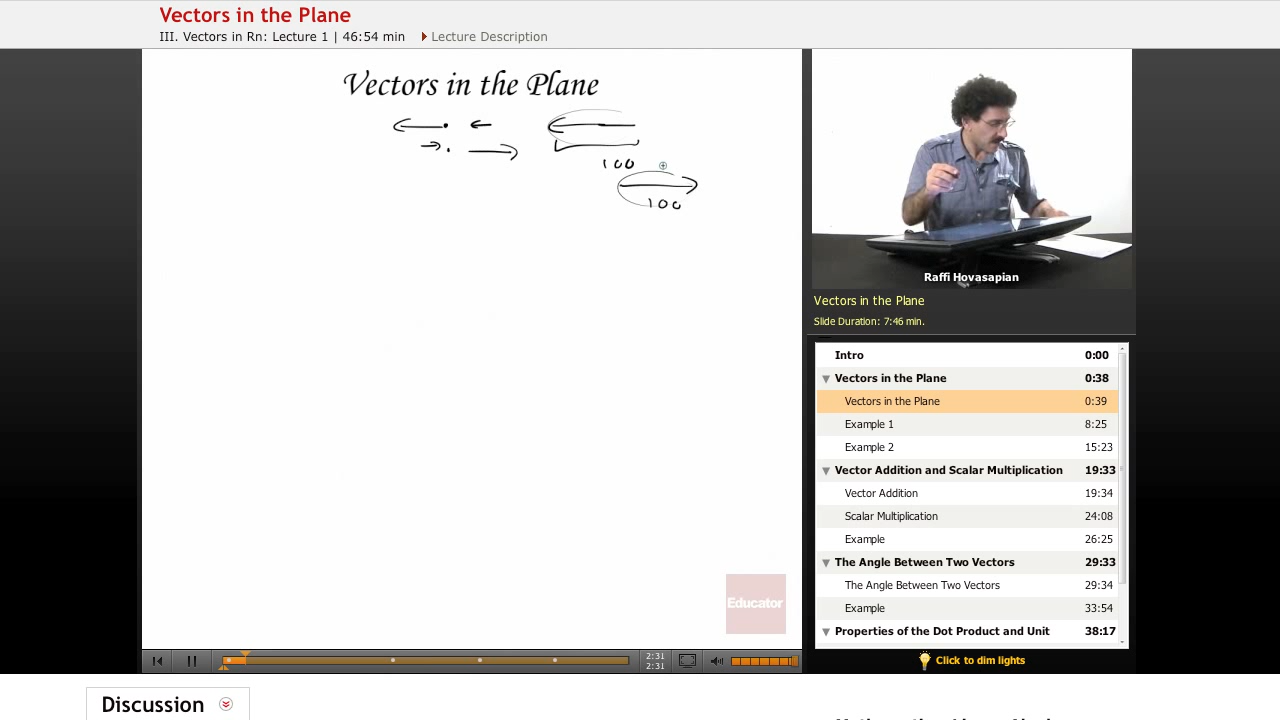 Vectors in the Plane
III. Vectors in Rn: Lecture 1 | 46:54 min Lecture Description
Vectors in the Plane
100
100
Educator
Raffi Hovasapian
Vectors in the Plane
Slide Duration: 7:46 min.
Intro 0:00
Vectors in the Plane 0:38
Vectors in the Plane 0:39
Example 1 8:25
Example 2 15:23
Vector Addition and Scalar Multiplication 19:33
Vector Addition 19:34
Scalar Multiplication 24:08
Example 26:25
The Angle Between Two Vectors 29:33
The Angle Between Two Vectors 29:34
Example 33:54
Properties of the Dot Product and Unit 38:17
2:31
2:31
Click to dim lights
Discussion